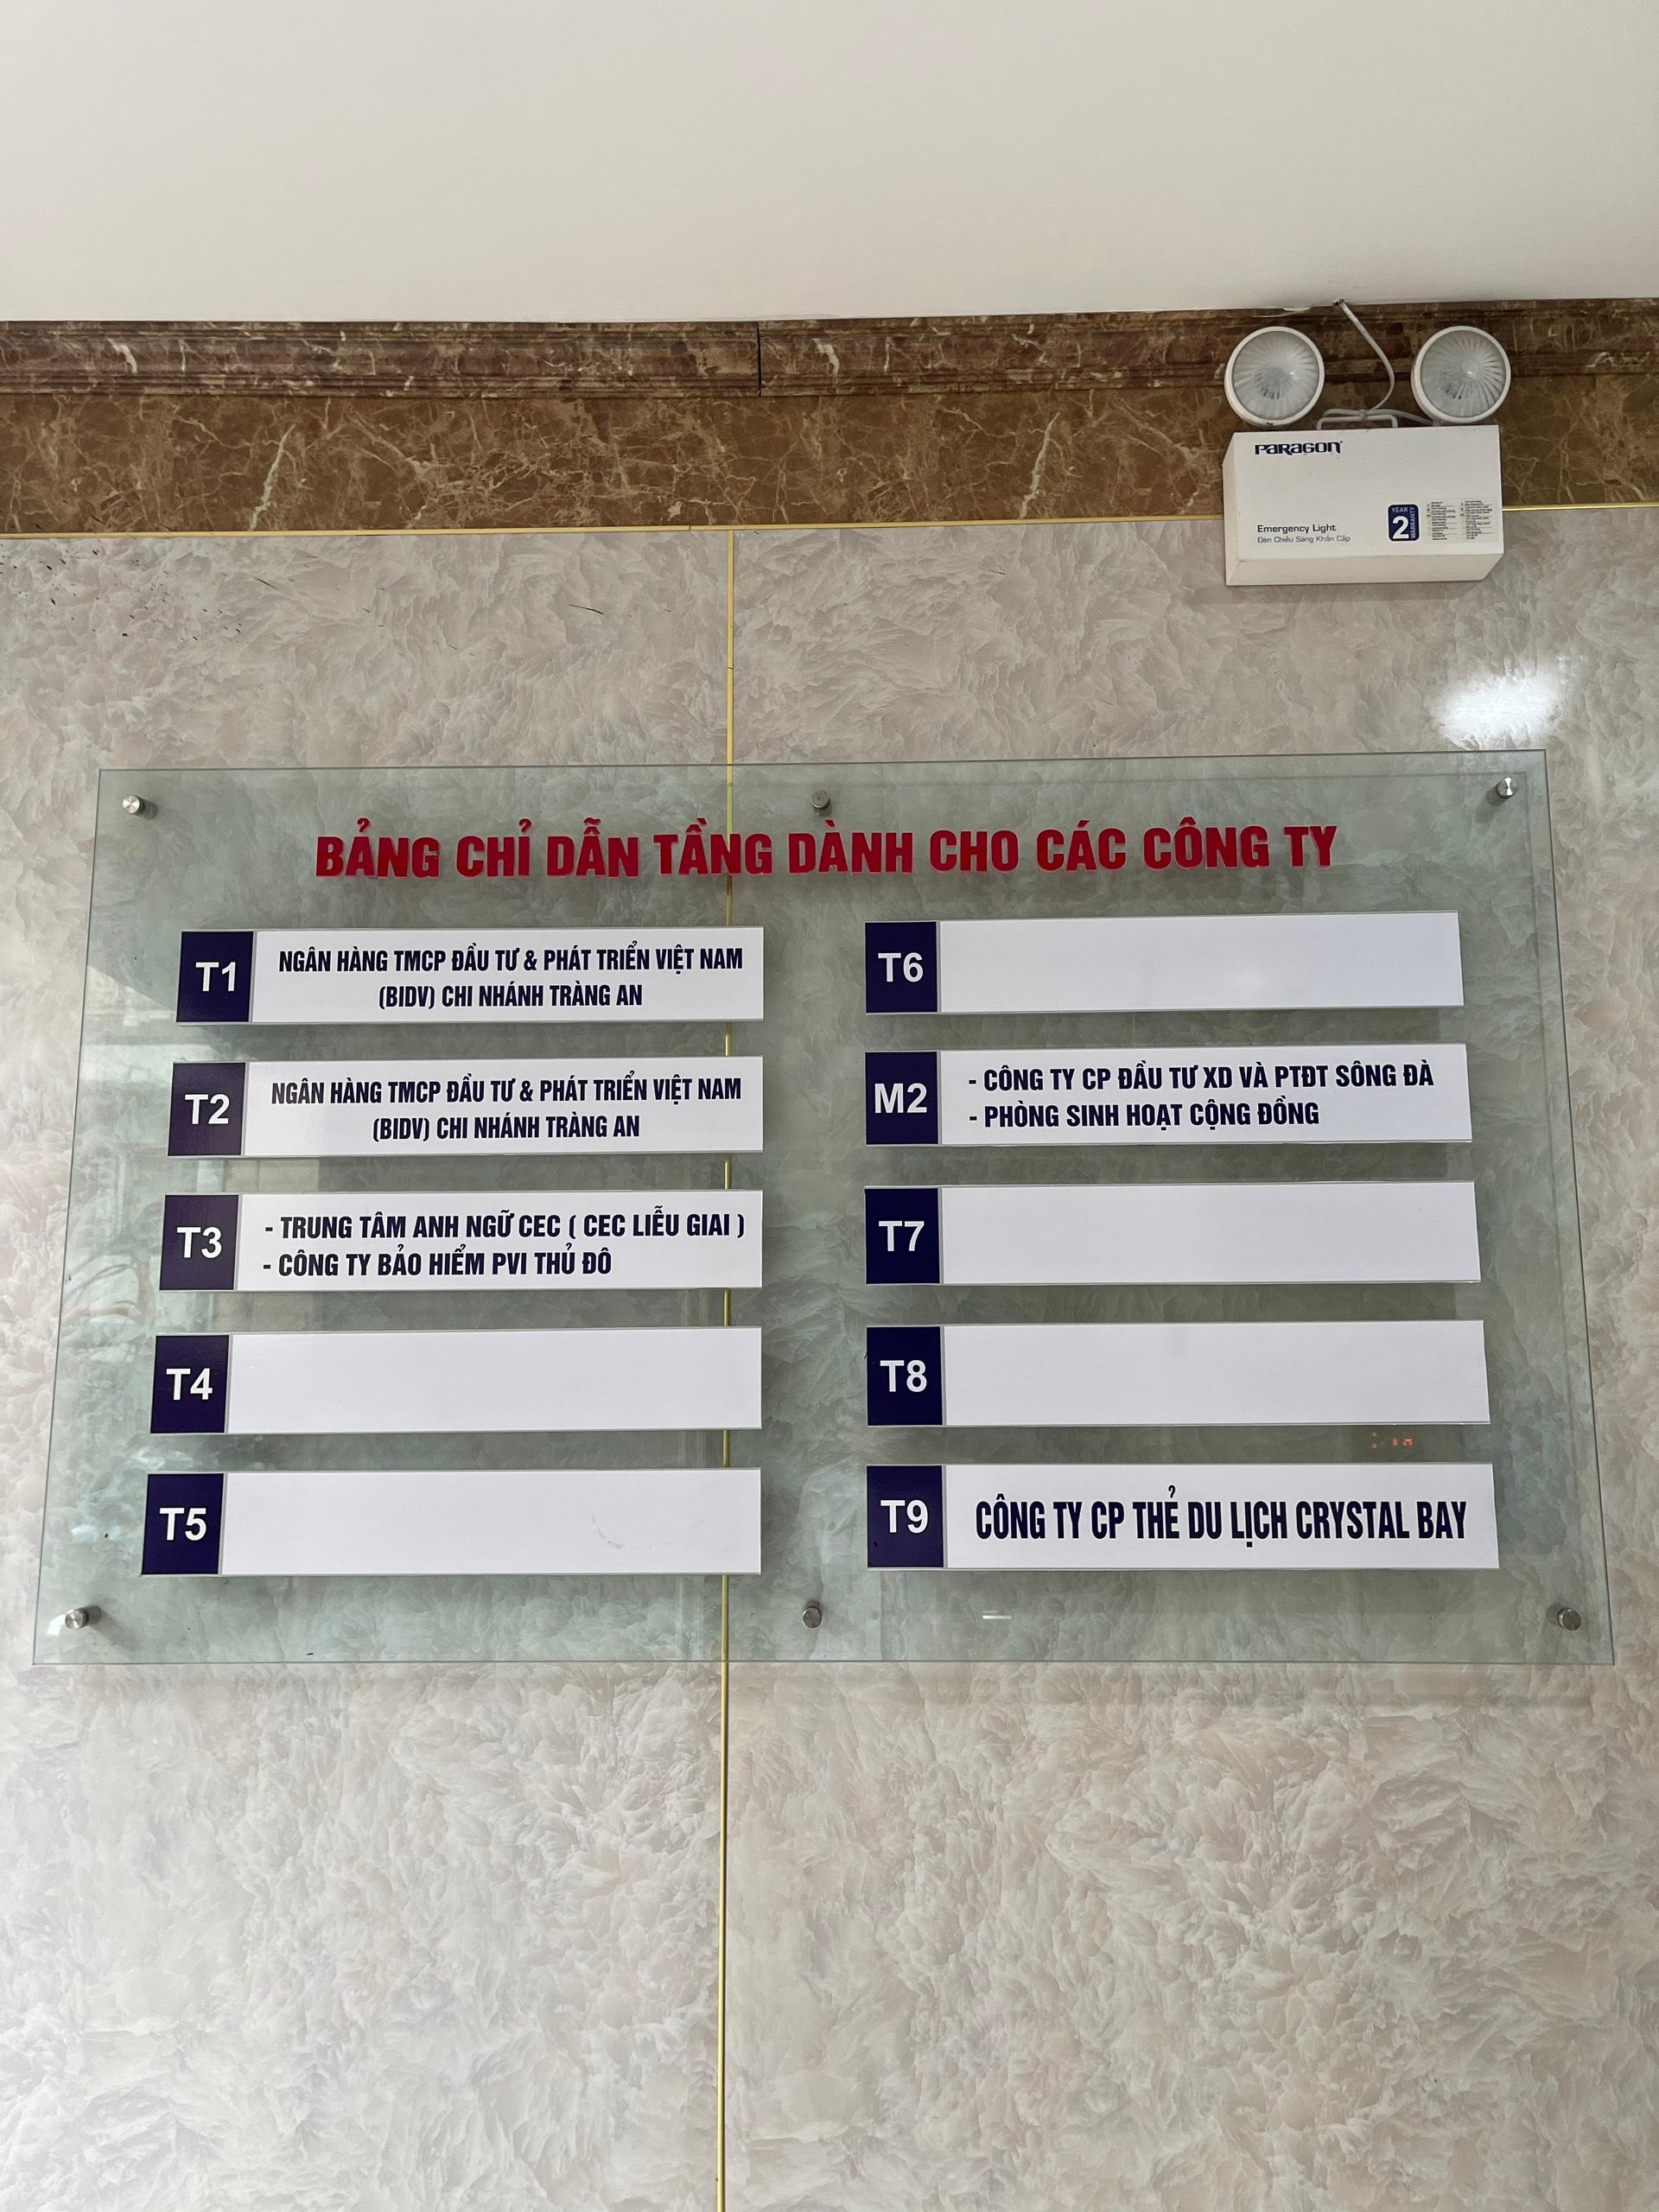 PARAGON
Emergency Light
Đèn Chiếu Sáng Khẩn Cấp
YEAR
2
WARRANTY
BẢNG CHỈ DẪN TẦNG DÀNH CHO CÁC CÔNG TY
T1
NGÂN HÀNG TMCP ĐẦU TƯ & PHÁT TRIỂN VIỆT NAM
(BIDV) CHI NHÁNH TRÀNG AN
T2
NGÂN HÀNG TMCP ĐẦU TƯ & PHÁT TRIỂN VIỆT NAM
(BIDV) CHI NHÁNH TRÀNG AN
T3
- TRUNG TÂM ANH NGỮ CEC ( CEC LIỄU GIAI )
- CÔNG TY BẢO HIỂM PVI THỦ ĐÔ
T4
T5
T6
M2
- CÔNG TY CP ĐẦU TƯ XD VÀ PTĐT SÔNG ĐÀ
- PHÒNG SINH HOẠT CỘNG ĐỒNG
T7
T8
T9
CÔNG TY CP THẺ DU LỊCH CRYSTAL BAY